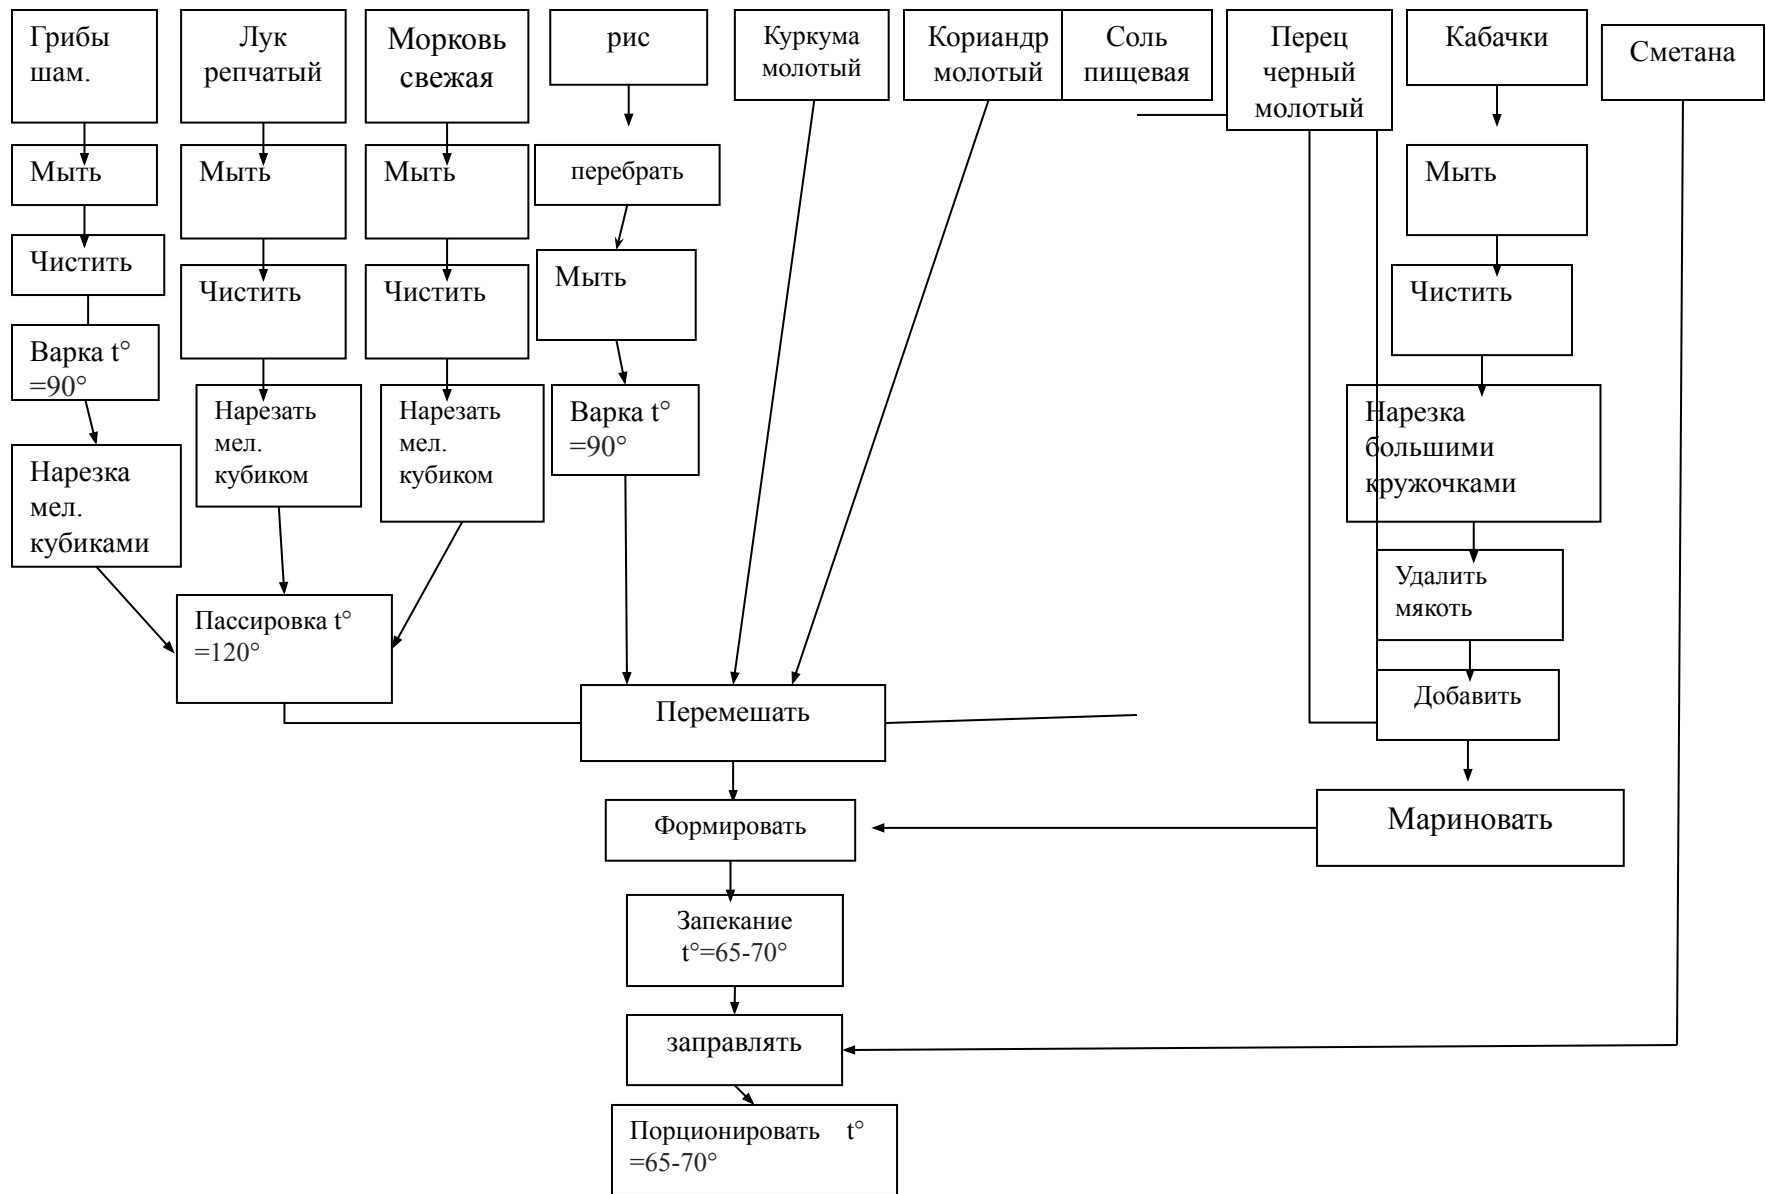 Грибы
шам.
Лук
репчатый
Морковь
свежая
рис
Куркума
молотый
Кориандр
молотый
Соль
пищевая
Перец
черный
молотый
Кабачки
Сметана
Мыть
Мыть
Мыть
перебрать
Мыть
Чистить
Чистить
Чистить
Мыть
Чистить
Варка t°
=90°
Нарезать
мел.
кубиком
Нарезать
мел.
кубиком
Варка t°
=90°
Нарезка
большими
кружочками
Нарезка
мел.
кубиками
Удалить
мякоть
Пассировка t°
=120°
Перемешать
Добавить
Формировать
Мариновать
Запекание
t°=65-70°
заправлять
Порционировать t°
=65-70°